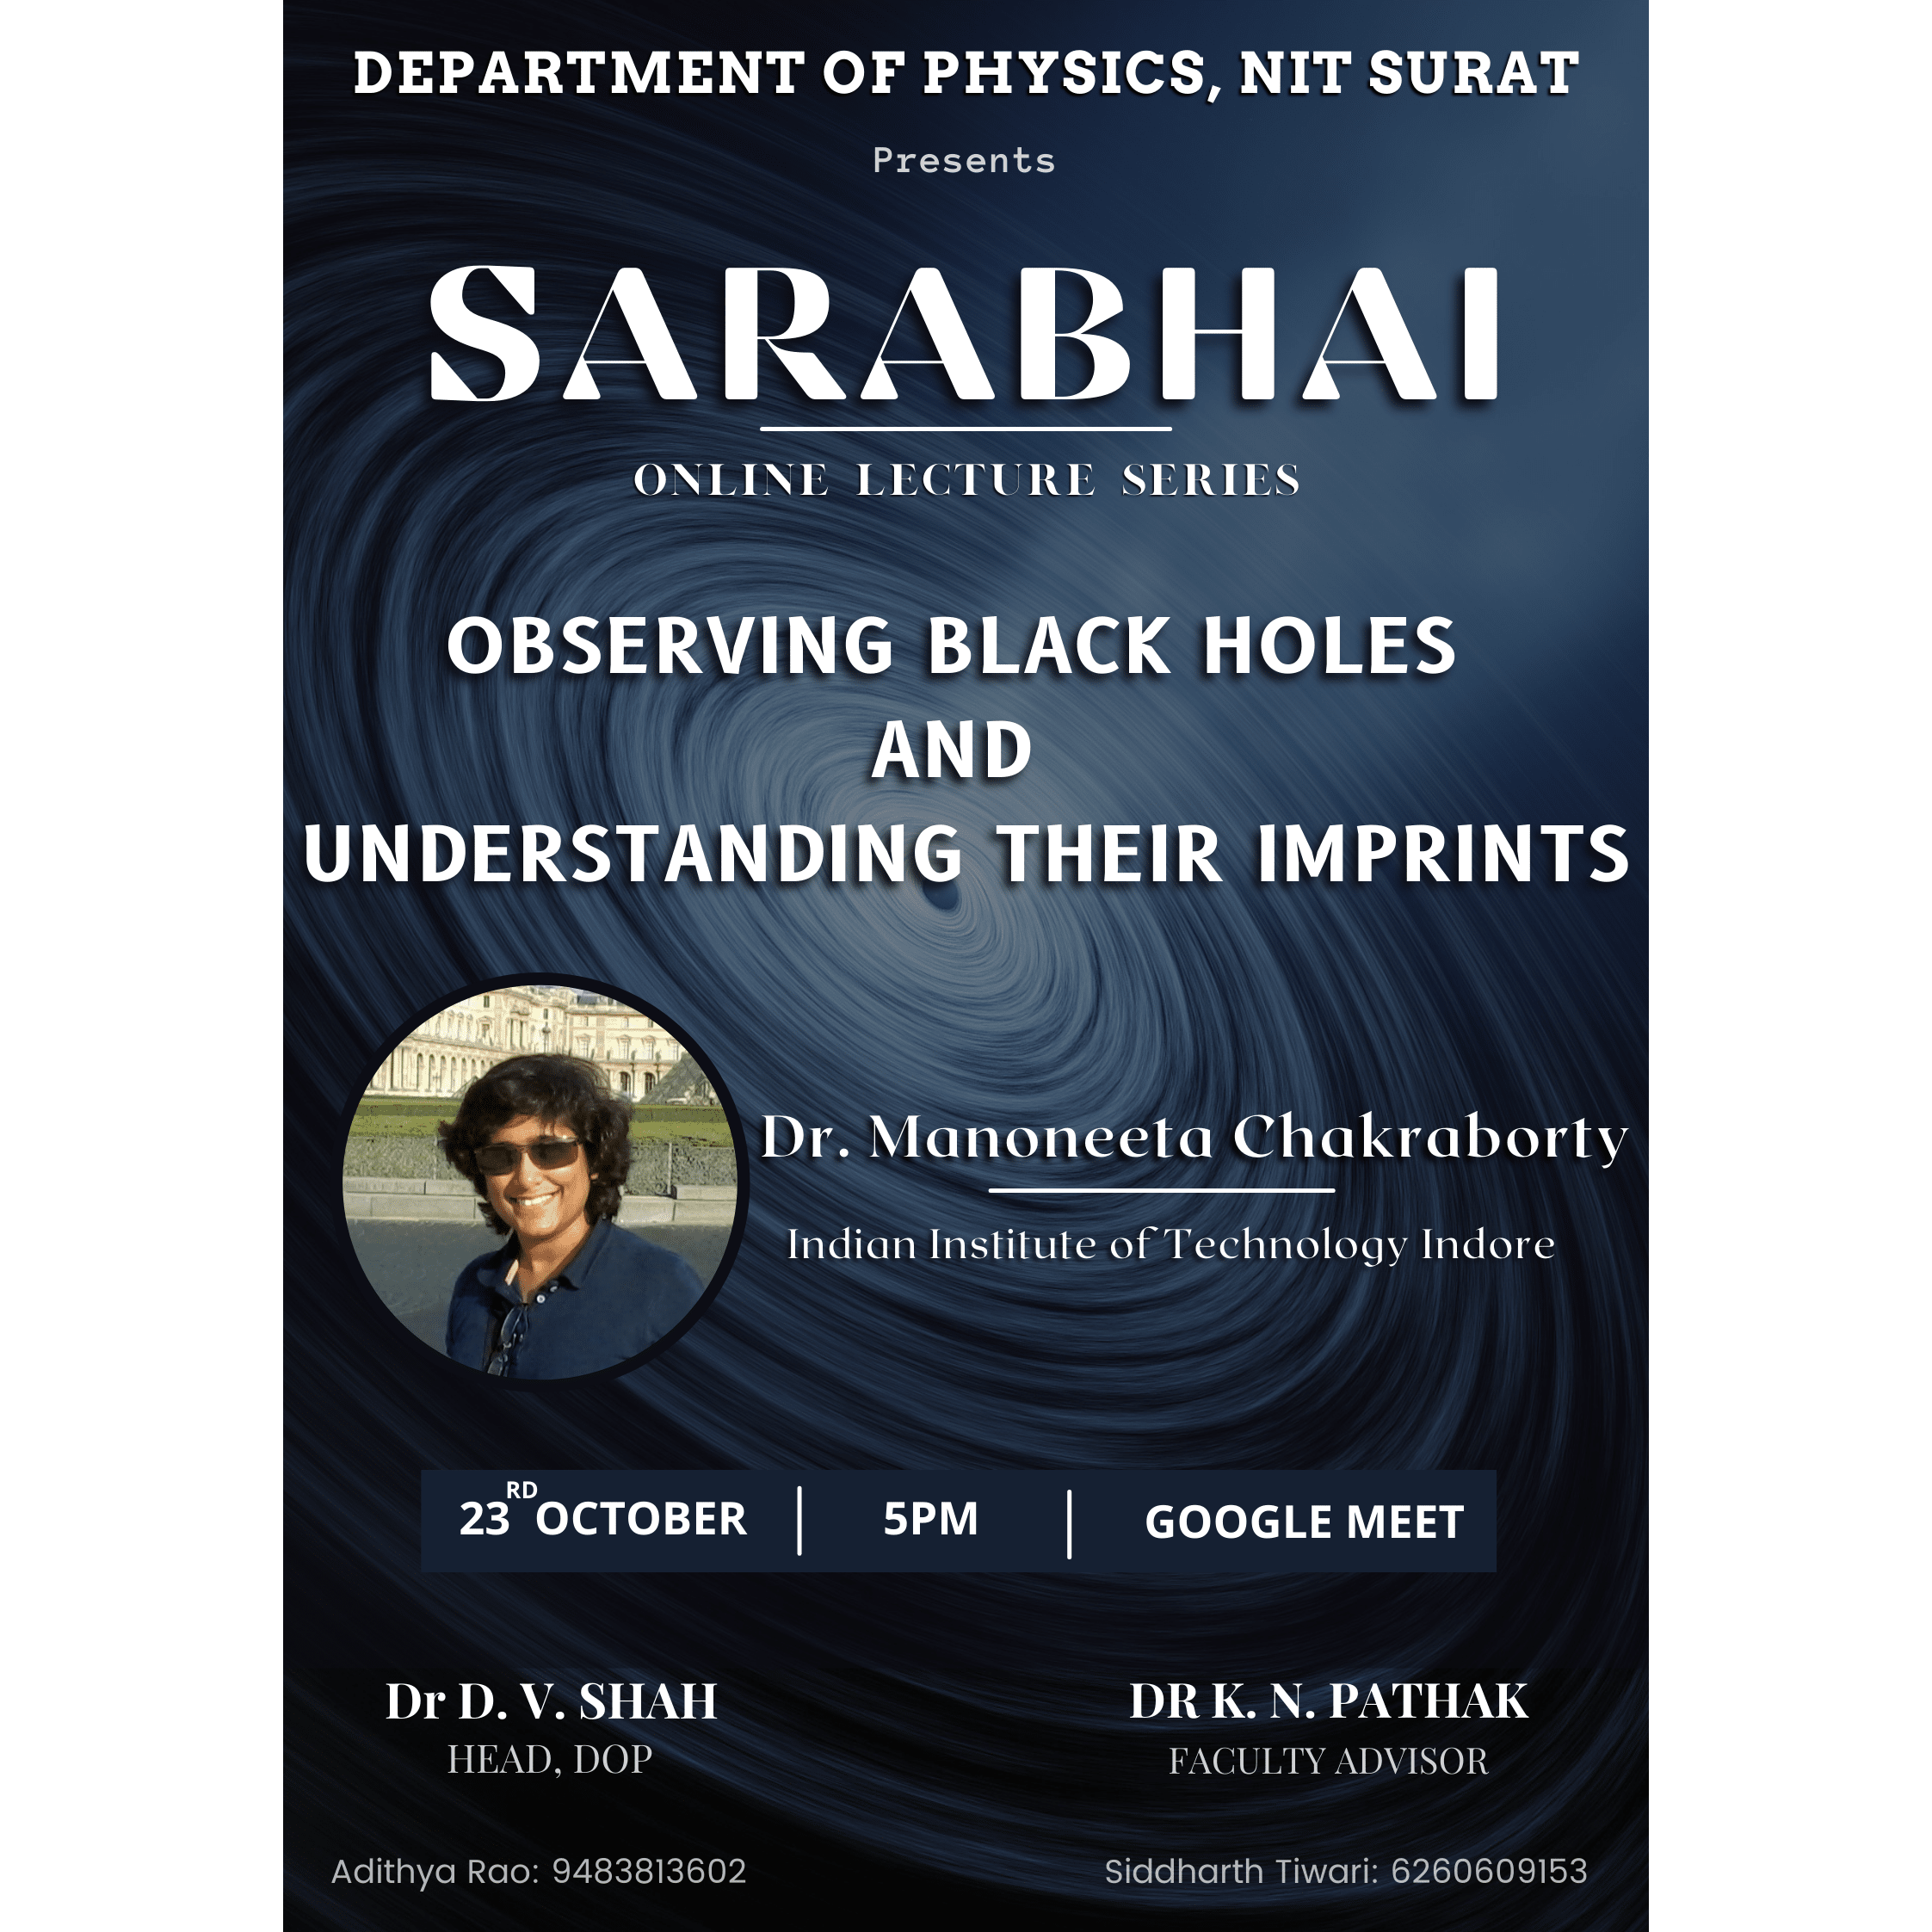 DEPARTMENT OF PHYSICS, NIT SURAT
Presents
SARABHAI
ONLINE LECTURE SERIES
OBSERVING BLACK HOLES
AND
UNDERSTANDING THEIR IMPRINTS
Dr. Manoneeta Chakraborty
Indian Institute of Technology Indore
23RD OCTOBER | 5PM | GOOGLE MEET
Dr D. V. SHAH DR K. N. PATHAK
HEAD, DOP FACULTY ADVISOR
Adithya Rao: 9483813602 Siddharth Tiwari: 6260609153